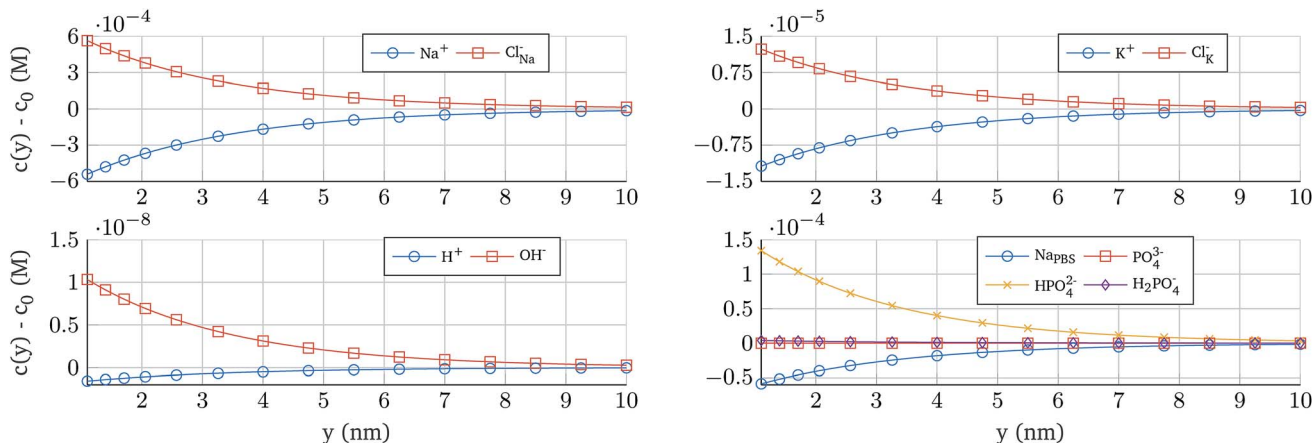 ·10⁻⁴
6
3
0
−3
−6
c(y) - c₀ (M)
Na⁺ Cl⁻Na
2 3 4 5 6 7 8 9 10
·10⁻⁵
1.5
0.75
0
−0.75
−1.5
K⁺ Cl⁻K
2 3 4 5 6 7 8 9 10
·10⁻⁸
1.5
1
0.5
0
c(y) - c₀ (M)
H⁺ OH⁻
2 3 4 5 6 7 8 9 10
y (nm)
·10⁻⁴
1.5
1
0.5
0
−0.5
NaPBS PO₄³⁻
HPO₄²⁻ H₂PO₄⁻
2 3 4 5 6 7 8 9 10
y (nm)